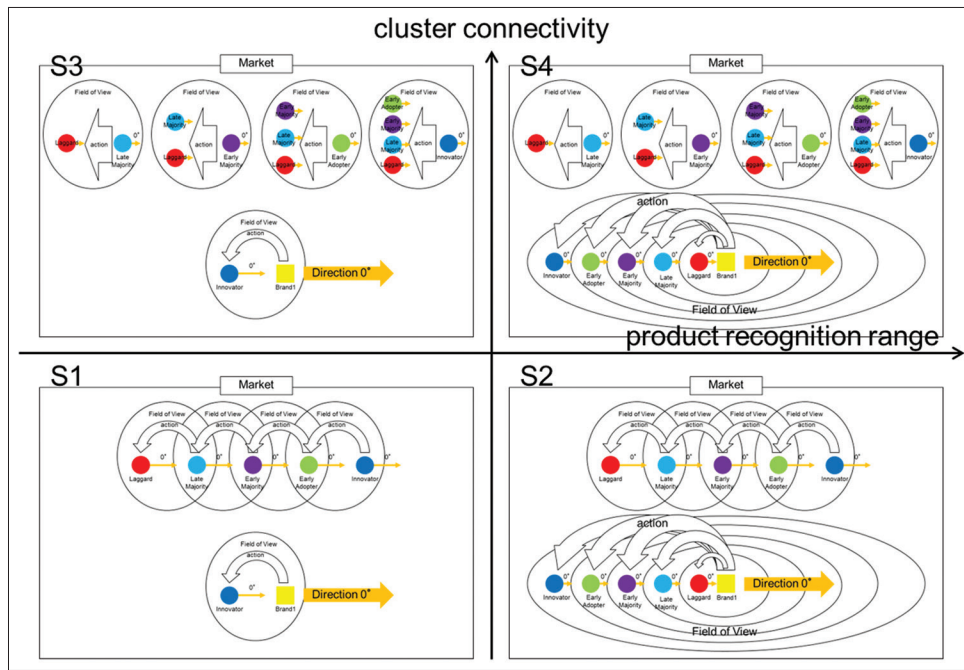 cluster connectivity
S3
Market
Field of View
action
Laggard
0°
Late
Majority
Field of View
Late
Majority
action
Laggard
0°
Early
Majority
Field of View
Early
Majority
Late
Majority
action
Laggard
0°
Early
Adopter
Field of View
Early
Adopter
Early
Majority
Late
Majority
action
Laggard
0°
Innovator
Field of View
action
0°
Innovator
Brand1
Direction 0°
S4
Market
Field of View
action
Laggard
0°
Late
Majority
Field of View
Late
Majority
action
Laggard
0°
Early
Majority
Field of View
Early
Majority
Late
Majority
action
Laggard
0°
Early
Adopter
Field of View
Early
Adopter
Early
Majority
Late
Majority
action
Laggard
0°
Innovator
action
0°
0°
0°
0°
0°
Innovator
Early
Adopter
Early
Majority
Late
Majority
Laggard
Brand1
Direction 0°
Field of View
product recognition range
S1
Market
Field of View
Field of View
Field of View
Field of View
action
action
action
action
0°
0°
0°
0°
0°
Laggard
Late
Majority
Early
Majority
Early
Adopter
Innovator
Field of View
action
0°
Innovator
Brand1
Direction 0°
S2
Market
Field of View
Field of View
Field of View
Field of View
action
action
action
action
0°
0°
0°
0°
0°
Laggard
Late
Majority
Early
Majority
Early
Adopter
Innovator
action
0°
0°
0°
0°
0°
Innovator
Early
Adopter
Early
Majority
Late
Majority
Laggard
Brand1
Direction 0°
Field of View